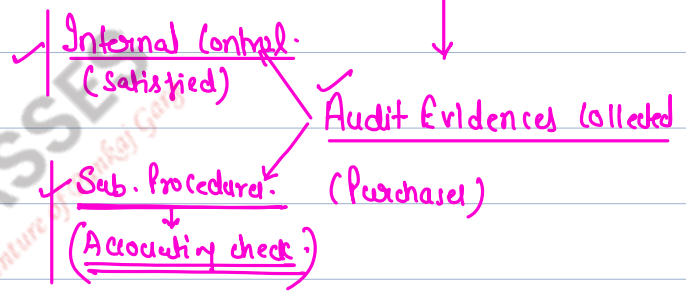 Internal Control.
(Satisfied)
Audit Evidences Collected
(Purchases)
Sub. Procedures.
(Accounting check.)